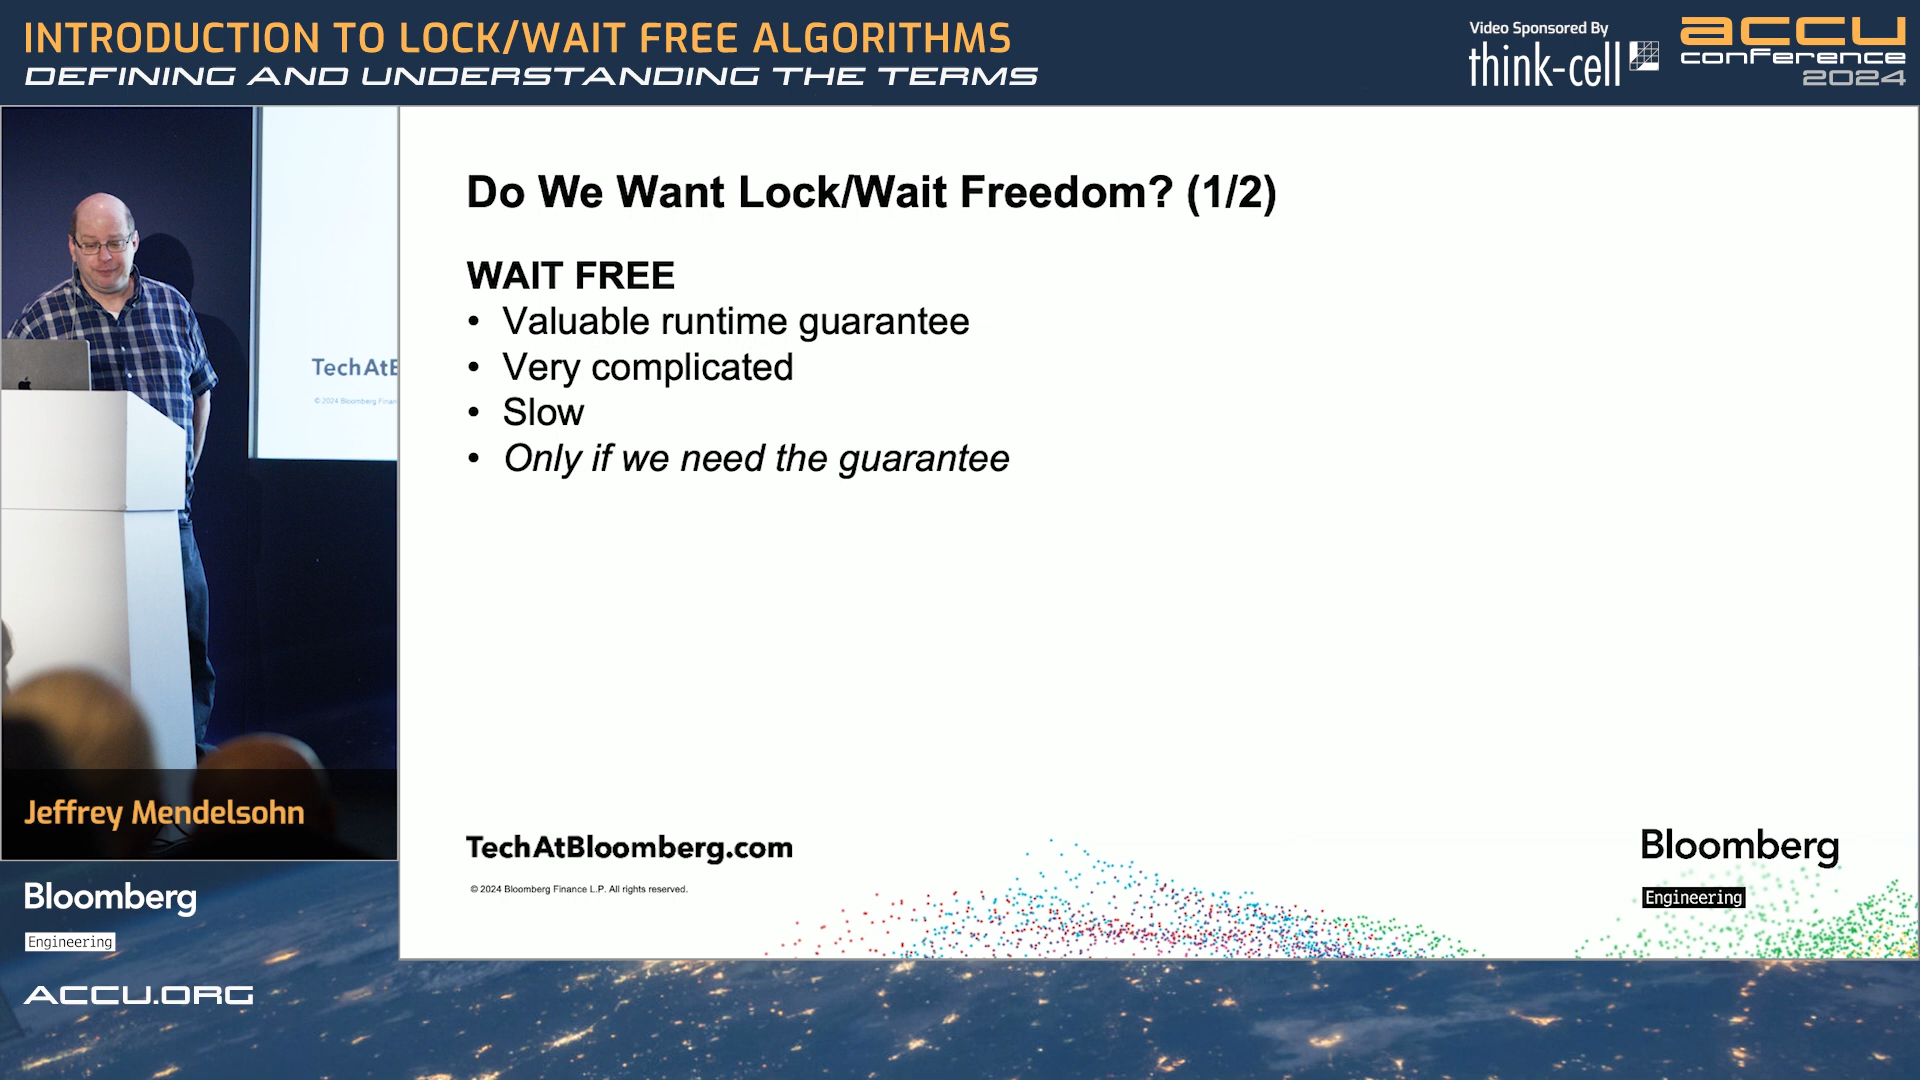 INTRODUCTION TO LOCK/WAIT FREE ALGORITHMS
DEFINING AND UNDERSTANDING THE TERMS
Video Sponsored By
think-cell
accu
conference
2024
Do We Want Lock/Wait Freedom? (1/2)
WAIT FREE
• Valuable runtime guarantee
• Very complicated
• Slow
• Only if we need the guarantee
TechAtB
© 2024 Bloomberg Finan
Jeffrey Mendelsohn
TechAtBloomberg.com
© 2024 Bloomberg Finance L.P. All rights reserved.
Bloomberg
Engineering
Bloomberg
Engineering
ACCU.ORG